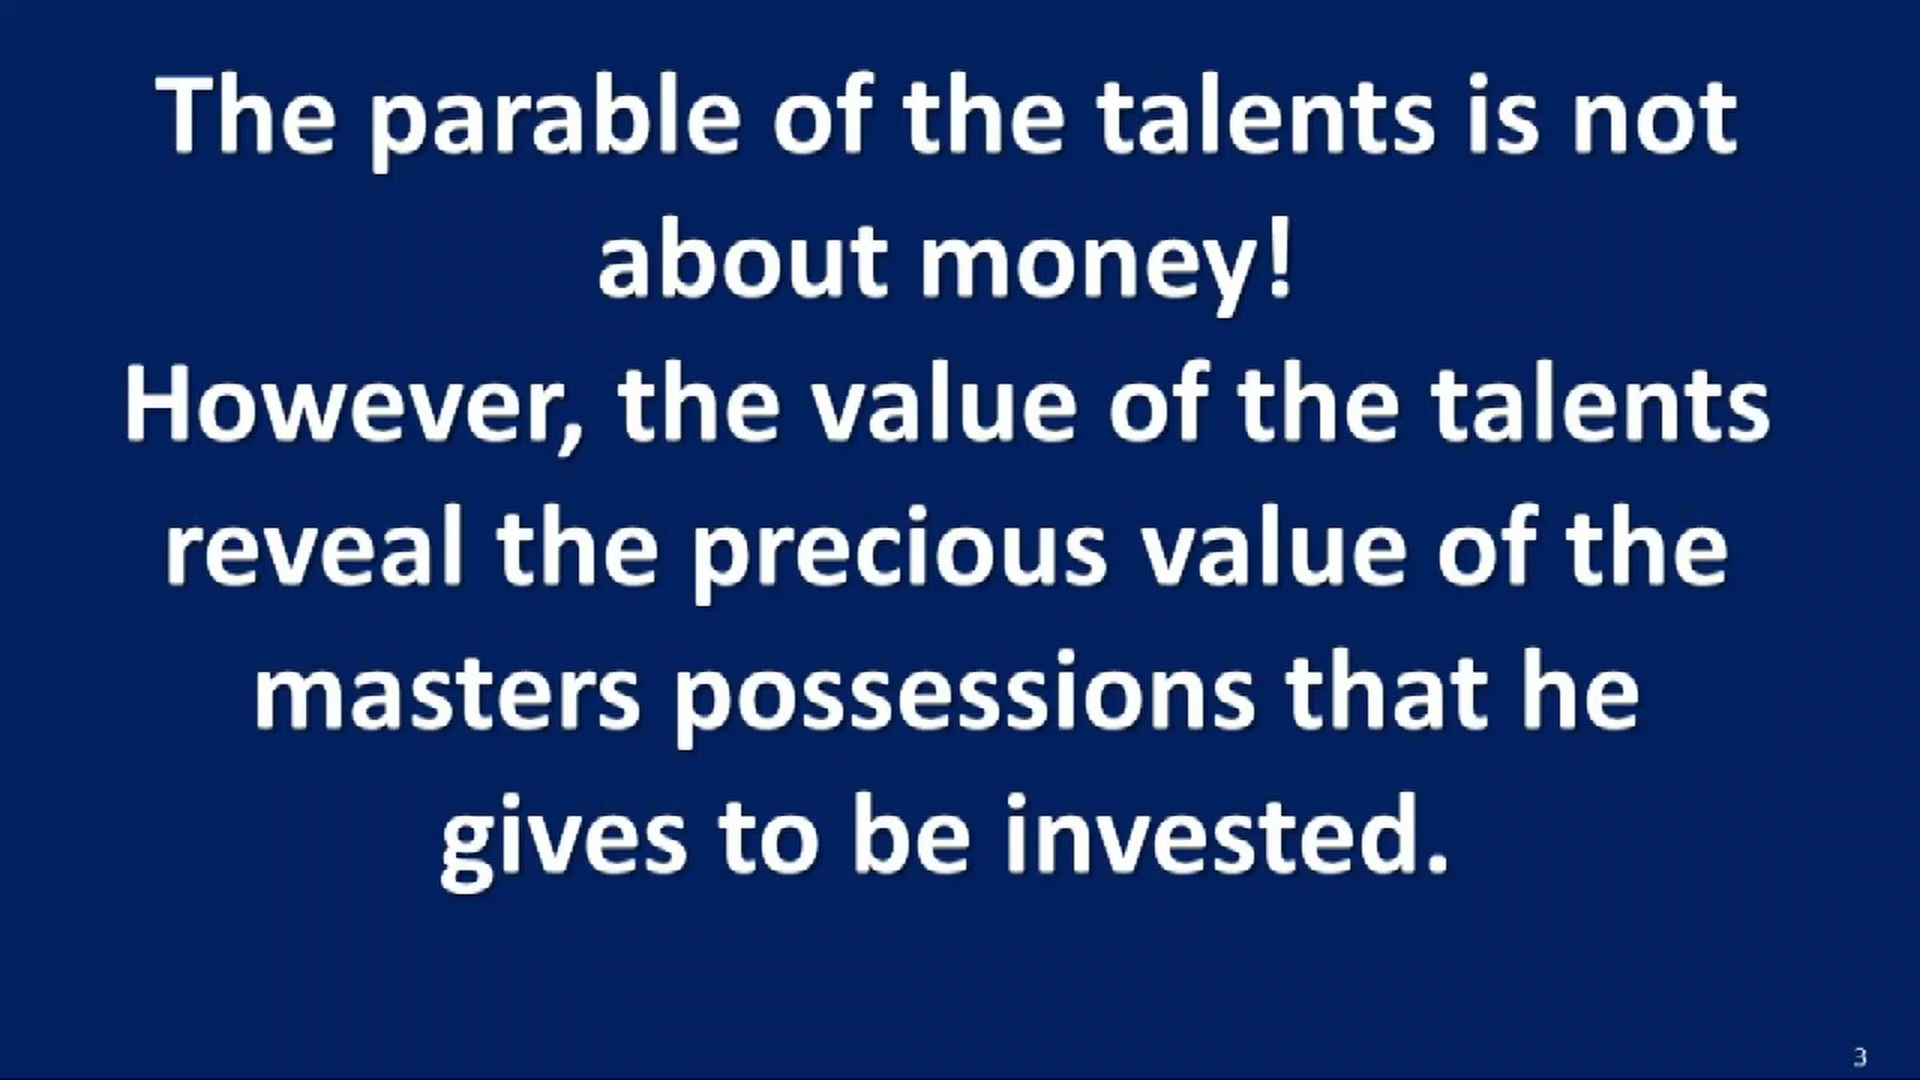 The parable of the talents is not
about money!
However, the value of the talents
reveal the precious value of the
masters possessions that he
gives to be invested.
3